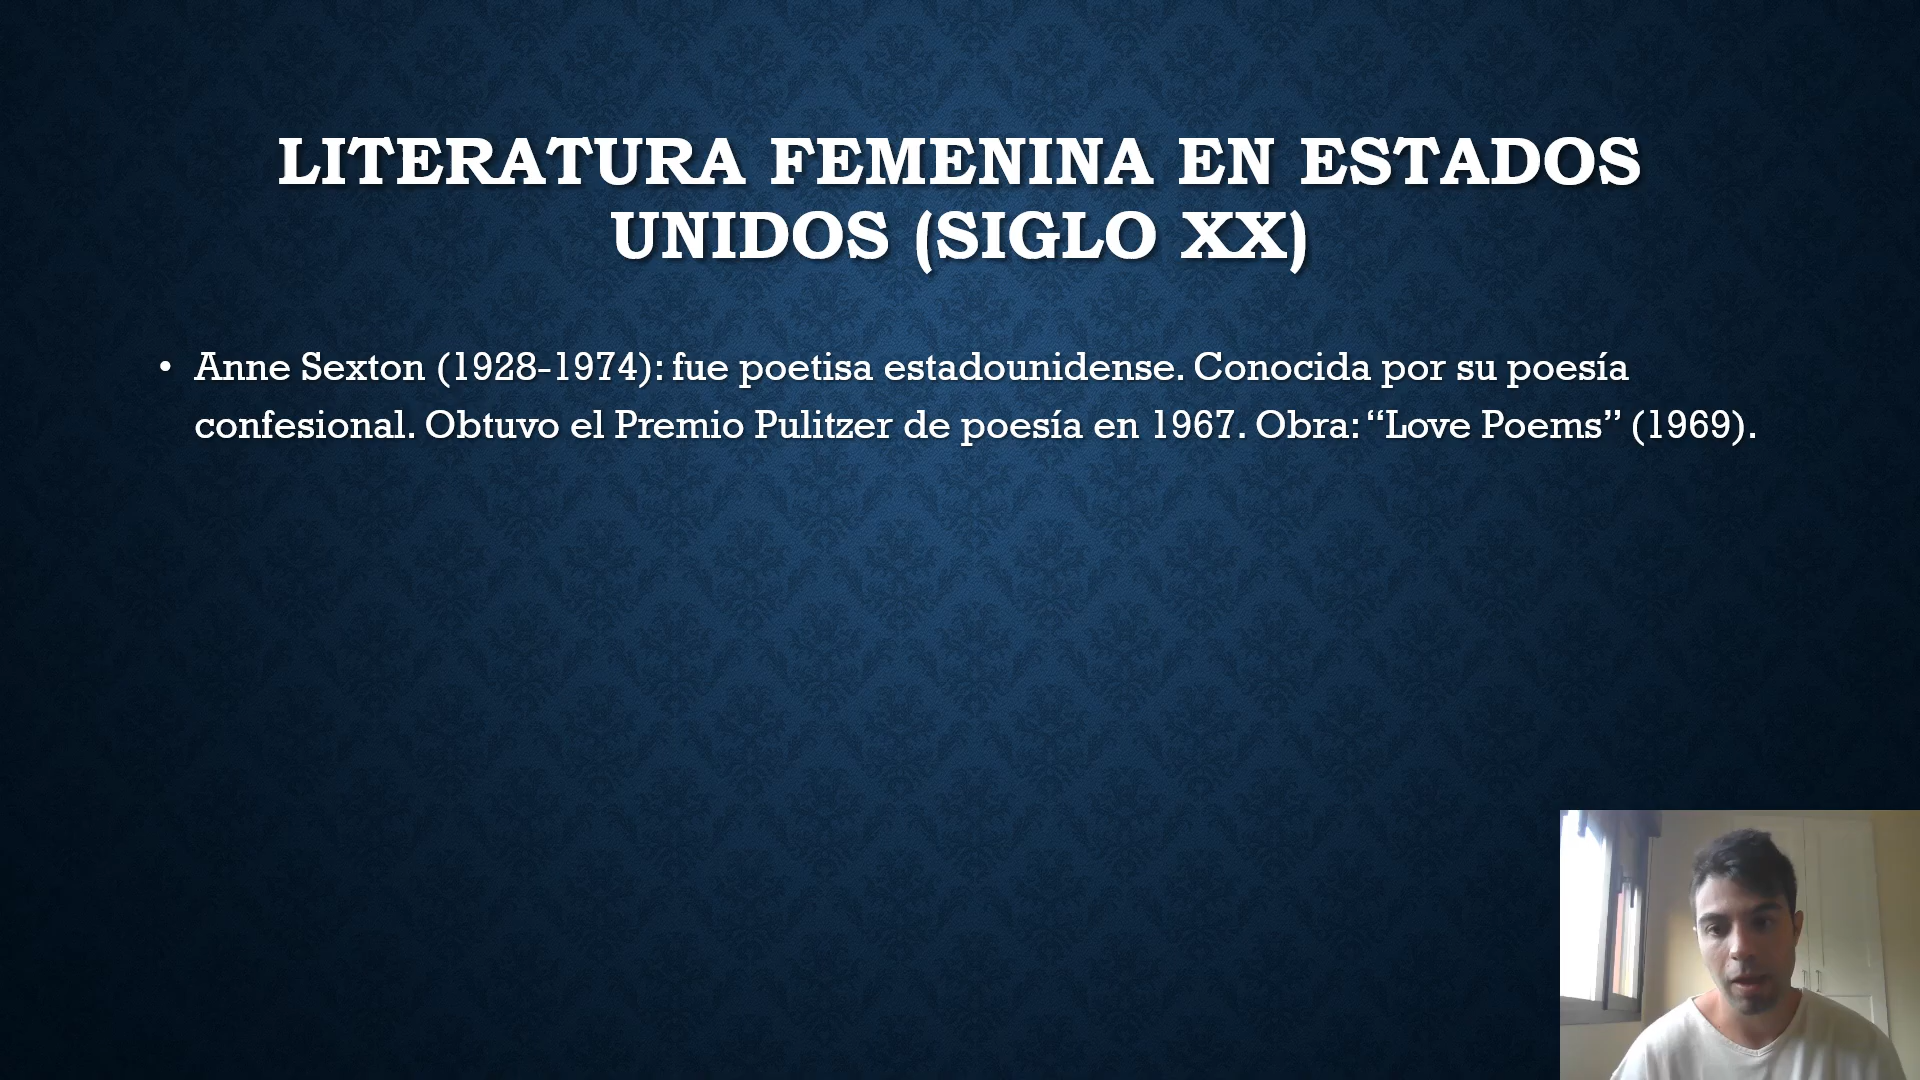 LITERATURA FEMENINA EN ESTADOS
UNIDOS (SIGLO XX)
• Anne Sexton (1928-1974): fue poetisa estadounidense. Conocida por su poesía
confesional. Obtuvo el Premio Pulitzer de poesía en 1967. Obra: “Love Poems” (1969).